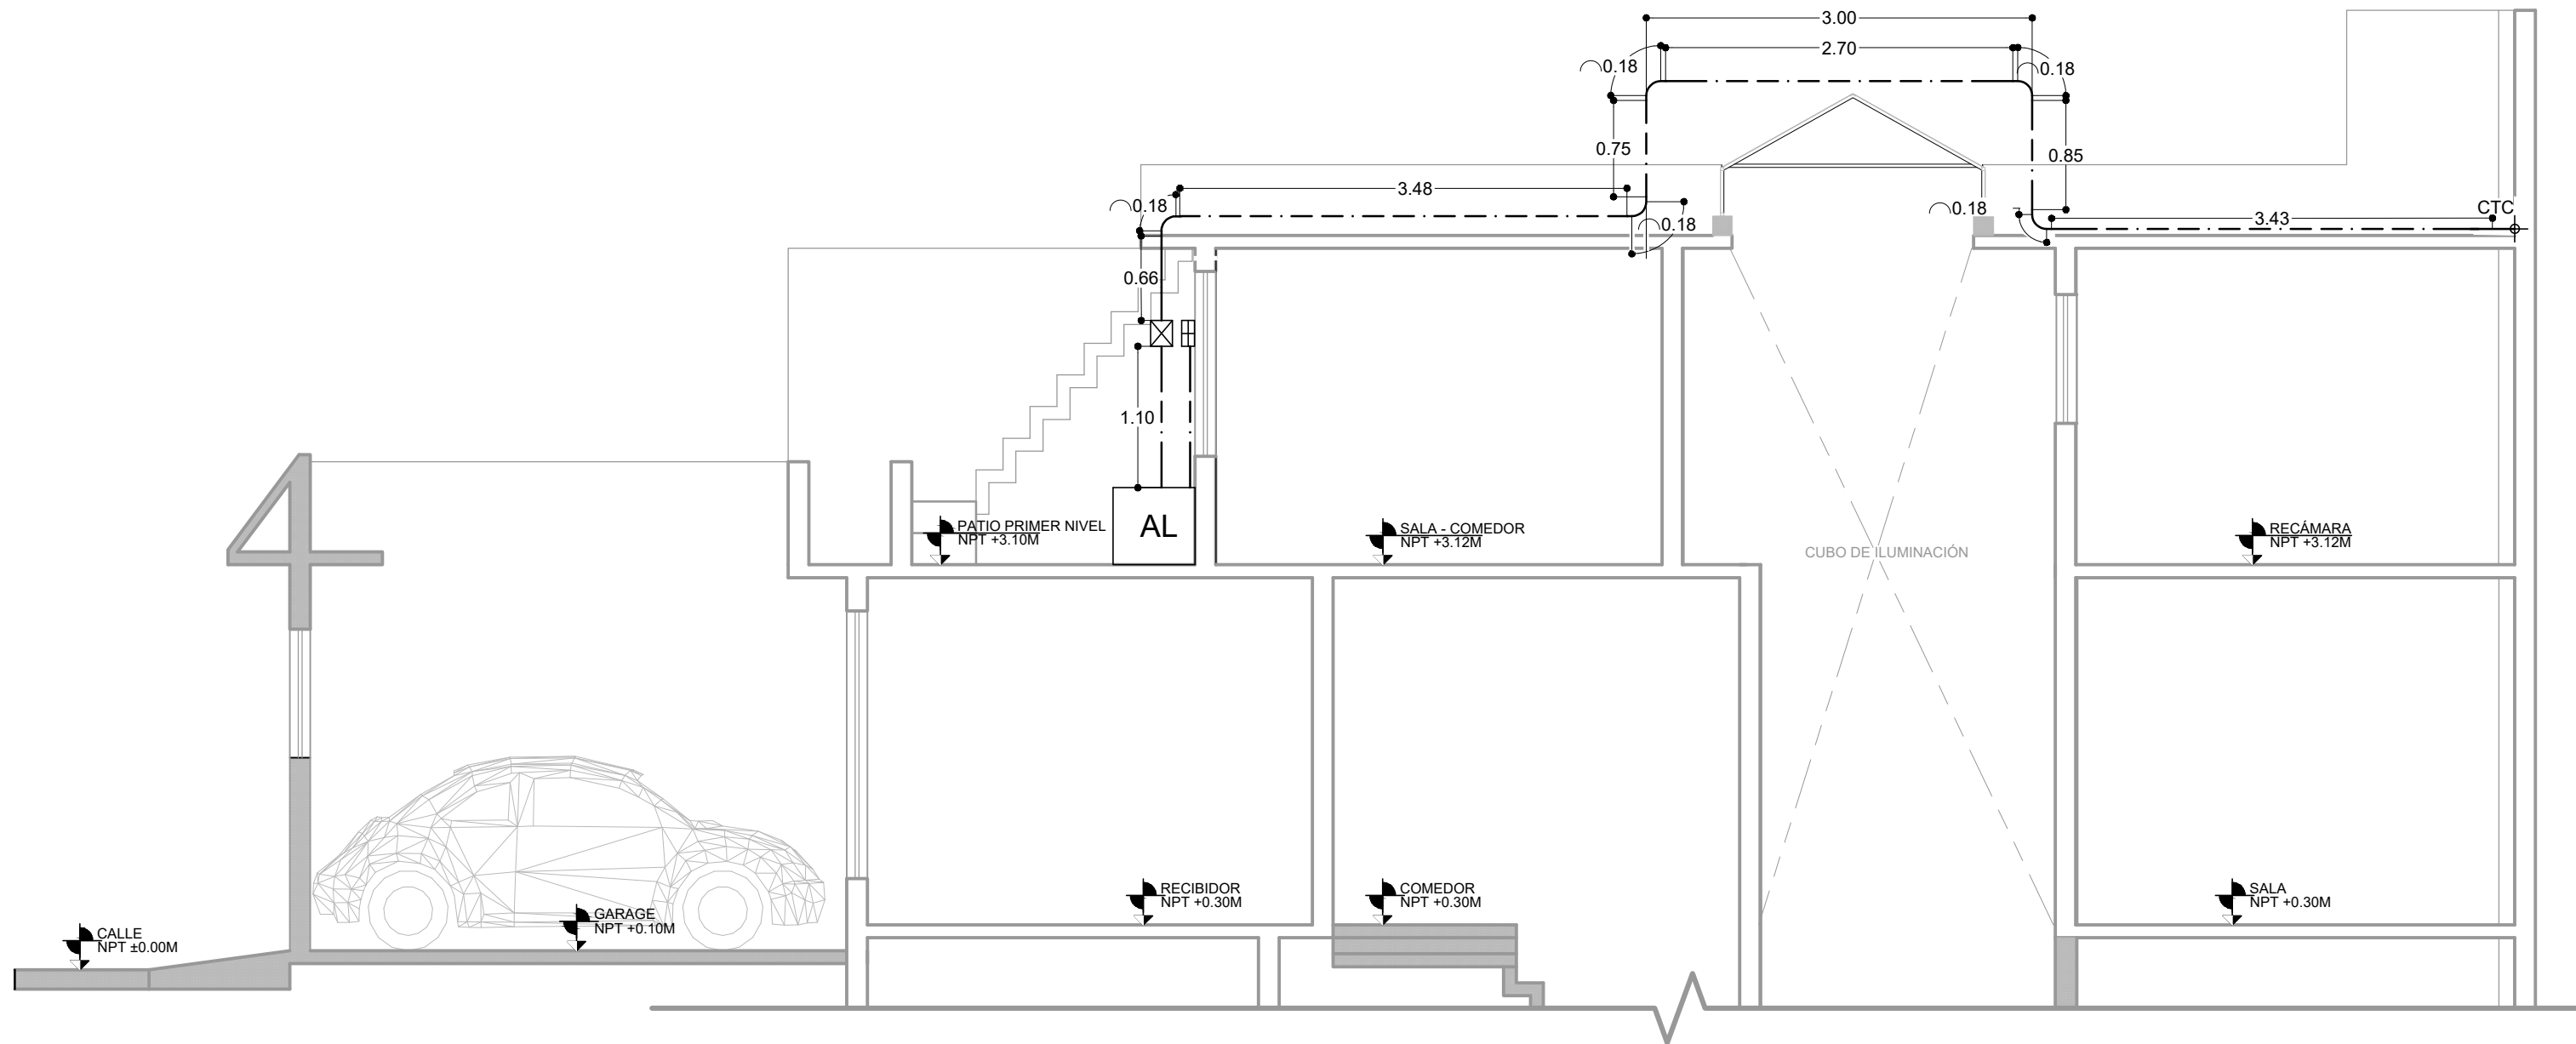 3.00
2.70
0.18
0.18
0.75
0.85
3.48
0.18
0.18
0.18
CTC
3.43
0.66
1.10
AL
PATIO PRIMER NIVEL
NPT +3.10M
SALA - COMEDOR
NPT +3.12M
RECÁMARA
NPT +3.12M
CUBO DE ILUMINACIÓN
RECIBIDOR
NPT +0.30M
COMEDOR
NPT +0.30M
SALA
NPT +0.30M
GARAGE
NPT +0.10M
CALLE
NPT ±0.00M